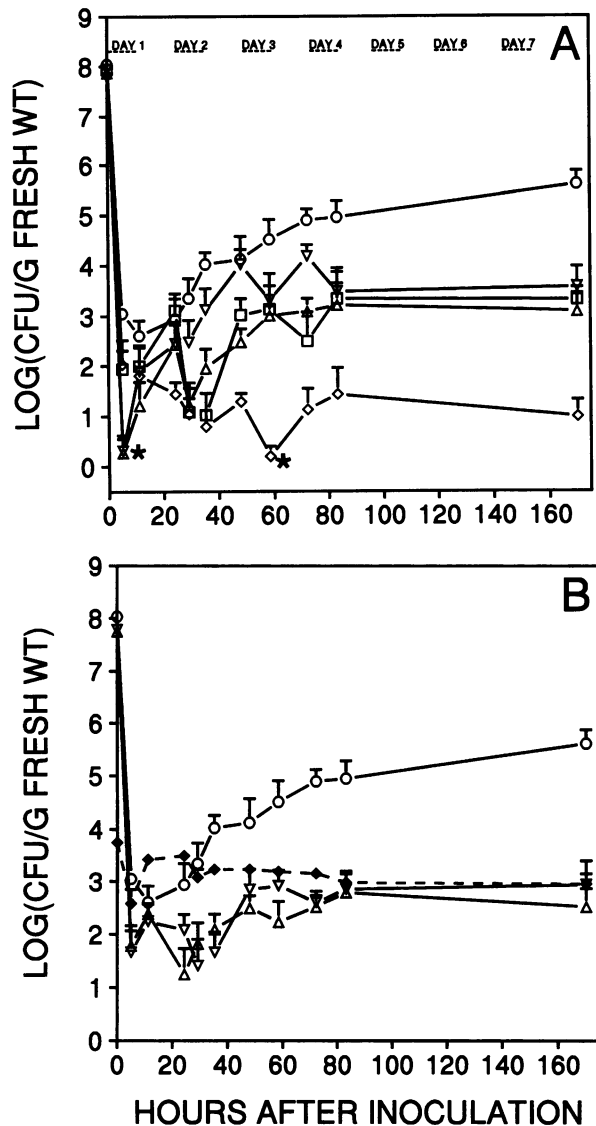 A
DAY 1 DAY 2 DAY 3 DAY 4 DAY 5 DAY 6 DAY 7
LOG(CFU/G FRESH WT)
9
8
7
6
5
4
3
2
1
0
0 20 40 60 80 100 120 140 160
B
LOG(CFU/G FRESH WT)
9
8
7
6
5
4
3
2
1
0
0 20 40 60 80 100 120 140 160
HOURS AFTER INOCULATION